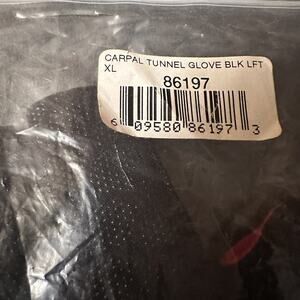 CARPAL TUNNEL GLOVE BLK LFT
XL
86197
6 09580 86197 3